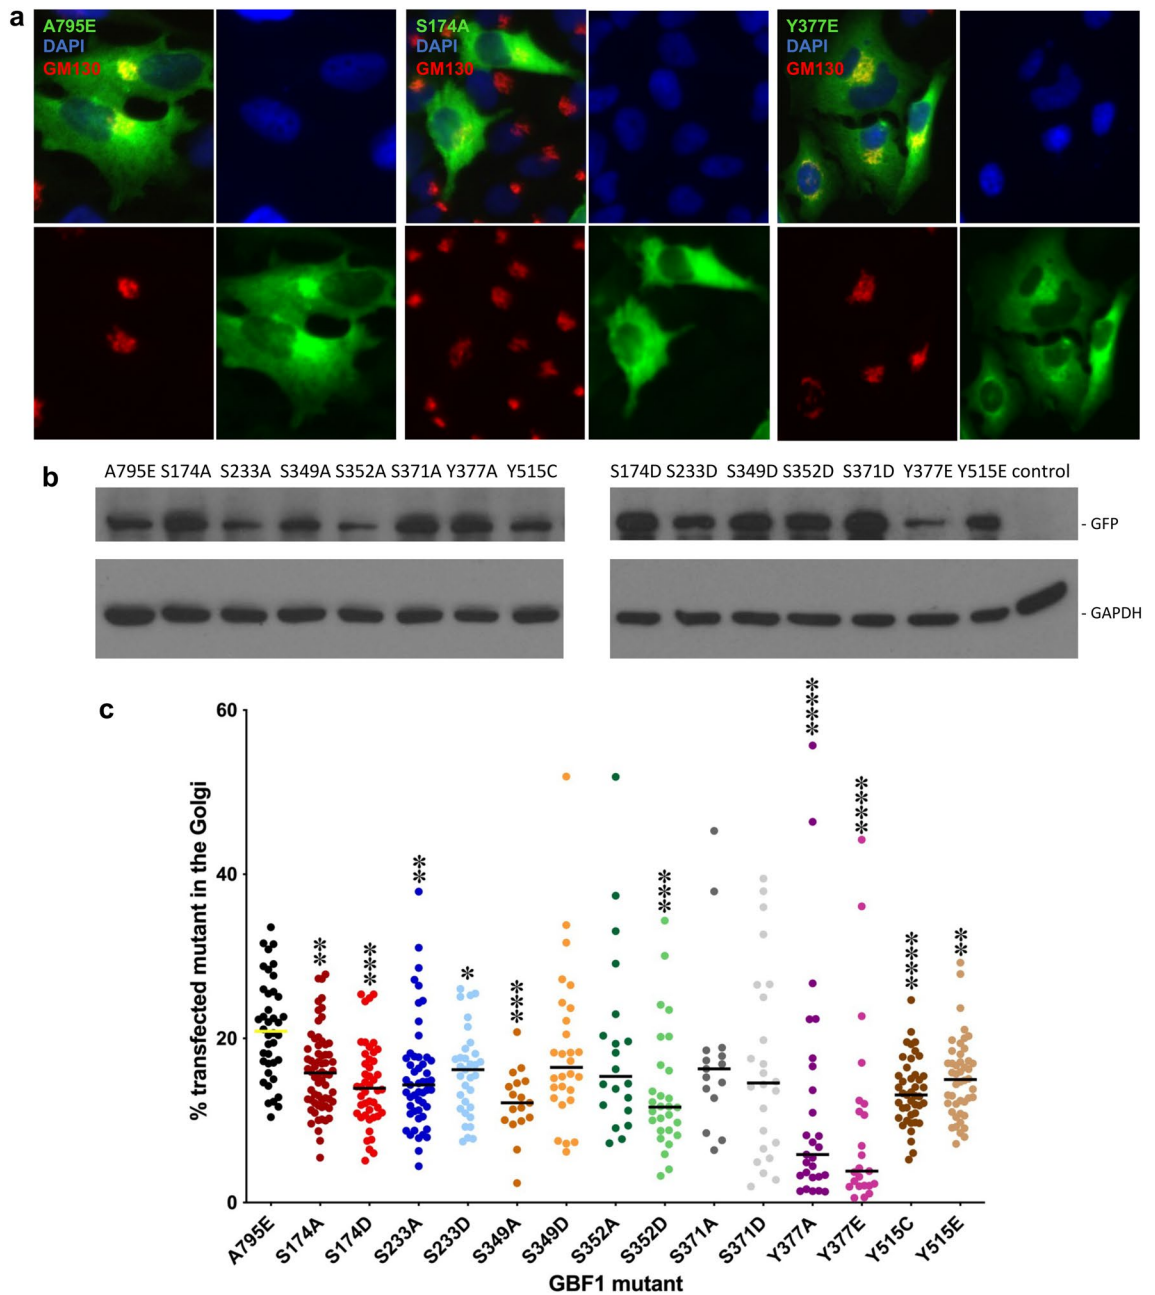 a
A795E
DAPI
GM130
S174A
DAPI
GM130
Y377E
DAPI
GM130
b
A795E S174A S233A S349A S352A S371A Y377A Y515C
S174D S233D S349D S352D S371D Y377E Y515E control
- GFP
- GAPDH
c
60
40
20
0
% transfected mutant in the Golgi
**
***
**
*
***
***
****
****
****
**
A795E
S174A
S174D
S233A
S233D
S349A
S349D
S352A
S352D
S371A
S371D
Y377A
Y377E
Y515C
Y515E
GBF1 mutant